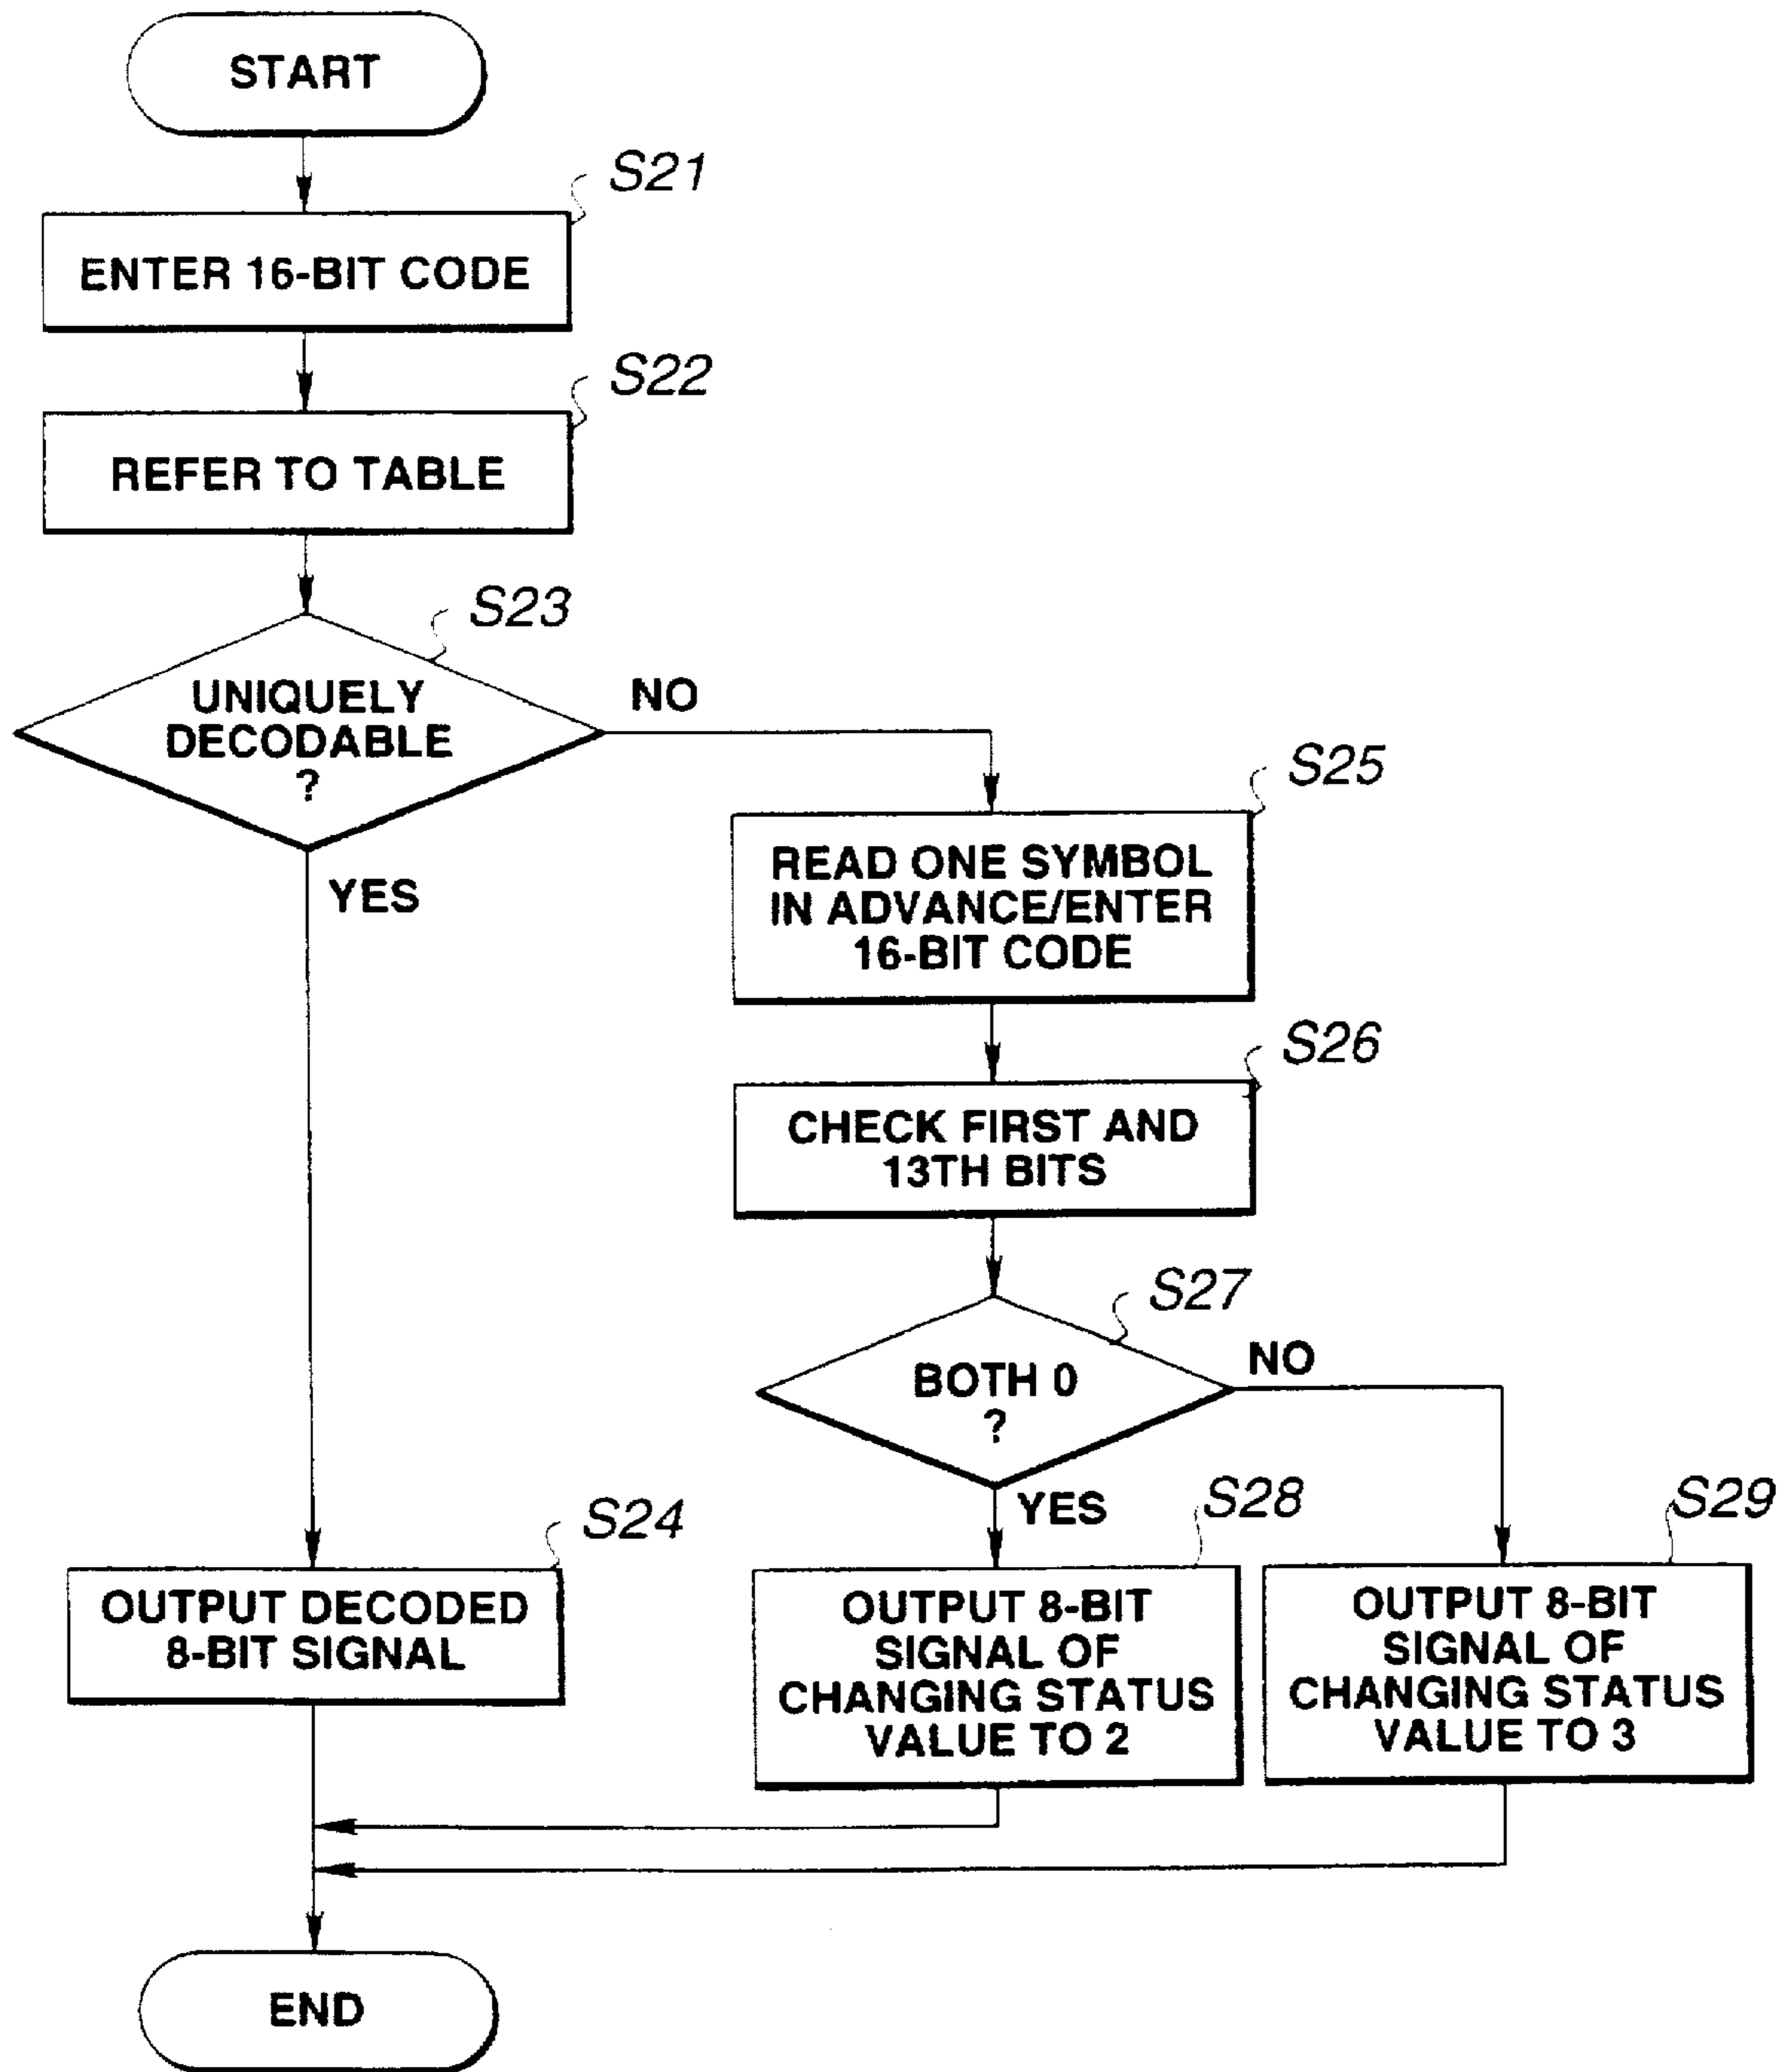 START
S21
ENTER 16-BIT CODE
S22
REFER TO TABLE
S23
UNIQUELY
DECODABLE
?
NO
YES
S25
READ ONE SYMBOL
IN ADVANCE/ENTER
16-BIT CODE
S26
CHECK FIRST AND
13TH BITS
S27
BOTH 0
?
NO
YES
S24
OUTPUT DECODED
8-BIT SIGNAL
S28
OUTPUT 8-BIT
SIGNAL OF
CHANGING STATUS
VALUE TO 2
S29
OUTPUT 8-BIT
SIGNAL OF
CHANGING STATUS
VALUE TO 3
END